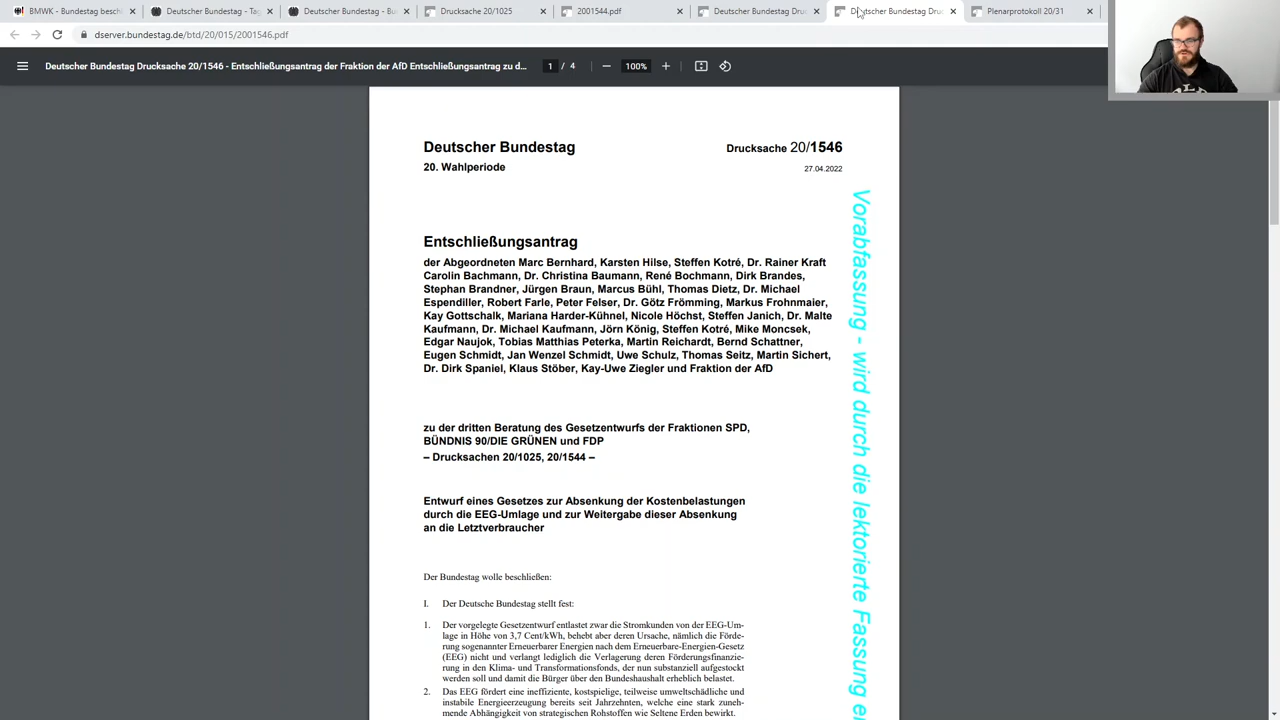 BMWK - Bundestag besch
Deutscher Bundestag - Tag
Deutscher Bundestag - Bu
Drucksache 20/1025
2001544.pdf
Deutscher Bundestag Druc
Deutscher Bundestag Druc
Plenarprotokoll 20/31
dserver.bundestag.de/btd/20/015/2001546.pdf
Deutscher Bundestag Drucksache 20/1546 - Entschließungsantrag der Fraktion der AfD Entschließungsantrag zu d...
1 / 4
100%
Deutscher Bundestag
Drucksache 20/1546
20. Wahlperiode
27.04.2022
Entschließungsantrag
der Abgeordneten Marc Bernhard, Karsten Hilse, Steffen Kotré, Dr. Rainer Kraft
Carolin Bachmann, Dr. Christina Baumann, René Bochmann, Dirk Brandes,
Stephan Brandner, Jürgen Braun, Marcus Bühl, Thomas Dietz, Dr. Michael
Espendiller, Robert Farle, Peter Felser, Dr. Götz Frömming, Markus Frohnmaier,
Kay Gottschalk, Mariana Harder-Kühnel, Nicole Höchst, Steffen Janich, Dr. Malte
Kaufmann, Dr. Michael Kaufmann, Jörn König, Steffen Kotré, Mike Moncsek,
Edgar Naujok, Tobias Matthias Peterka, Martin Reichardt, Bernd Schattner,
Eugen Schmidt, Jan Wenzel Schmidt, Uwe Schulz, Thomas Seitz, Martin Sichert,
Dr. Dirk Spaniel, Klaus Stöber, Kay-Uwe Ziegler und Fraktion der AfD
zu der dritten Beratung des Gesetzentwurfs der Fraktionen SPD,
BÜNDNIS 90/DIE GRÜNEN und FDP
– Drucksachen 20/1025, 20/1544 –
Entwurf eines Gesetzes zur Absenkung der Kostenbelastungen
durch die EEG-Umlage und zur Weitergabe dieser Absenkung
an die Letztverbraucher
Der Bundestag wolle beschließen:
I. Der Deutsche Bundestag stellt fest:
1. Der vorgelegte Gesetzentwurf entlastet zwar die Stromkunden von der EEG-Um-
lage in Höhe von 3,7 Cent/kWh, behebt aber deren Ursache, nämlich die Förde-
rung sogenannter Erneuerbarer Energien nach dem Erneuerbare-Energien-Gesetz
(EEG) nicht und verlangt lediglich die Verlagerung deren Förderungsfinanzie-
rung in den Klima- und Transformationsfonds, der nun substanziell aufgestockt
werden soll und damit die Bürger über den Bundeshaushalt erheblich belastet.
2. Das EEG fördert eine ineffiziente, kostspielige, teilweise umweltschädliche und
instabile Energieerzeugung bereits seit Jahrzehnten, welche eine stark zuneh-
mende Abhängigkeit von strategischen Rohstoffen wie Seltene Erden bewirkt.
Vorabfassung - wird durch die lektorierte Fassung er